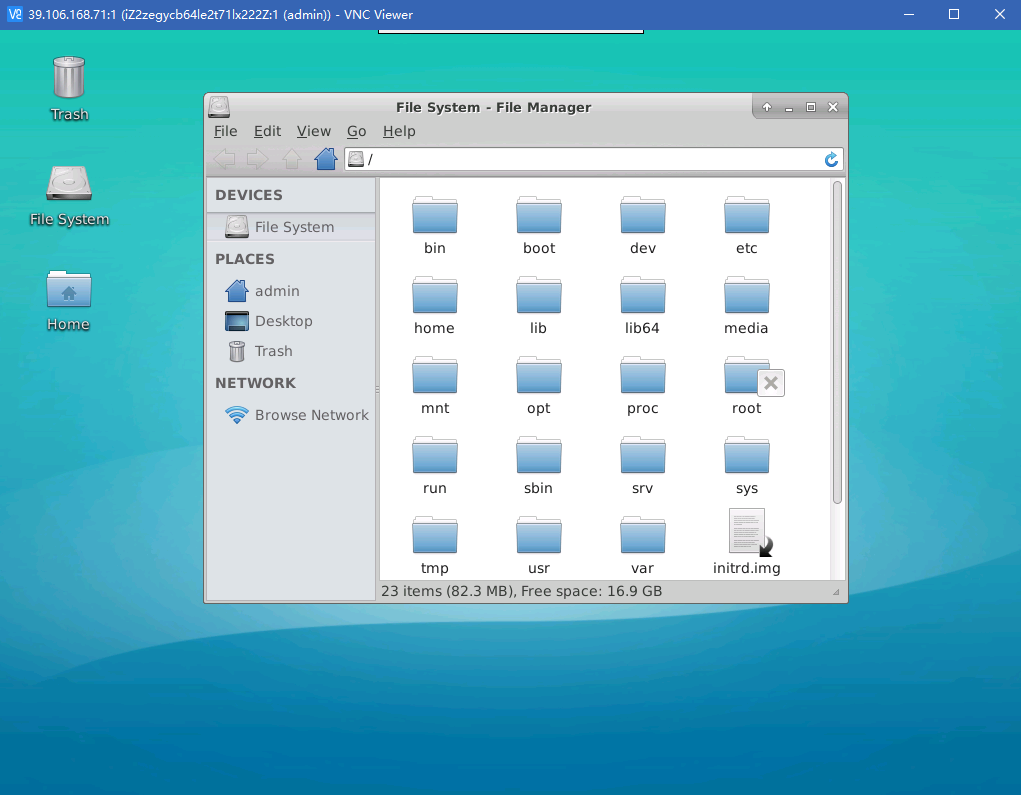 39.106.168.71:1 (iZ2zegycb64le2t71lx222Z:1 (admin)) - VNC Viewer
Trash
File System
Home
File System - File Manager
File Edit View Go Help
/
DEVICES
File System
PLACES
admin
Desktop
Trash
NETWORK
Browse Network
bin boot dev etc
home lib lib64 media
mnt opt proc root
run sbin srv sys
tmp usr var initrd.img
23 items (82.3 MB), Free space: 16.9 GB